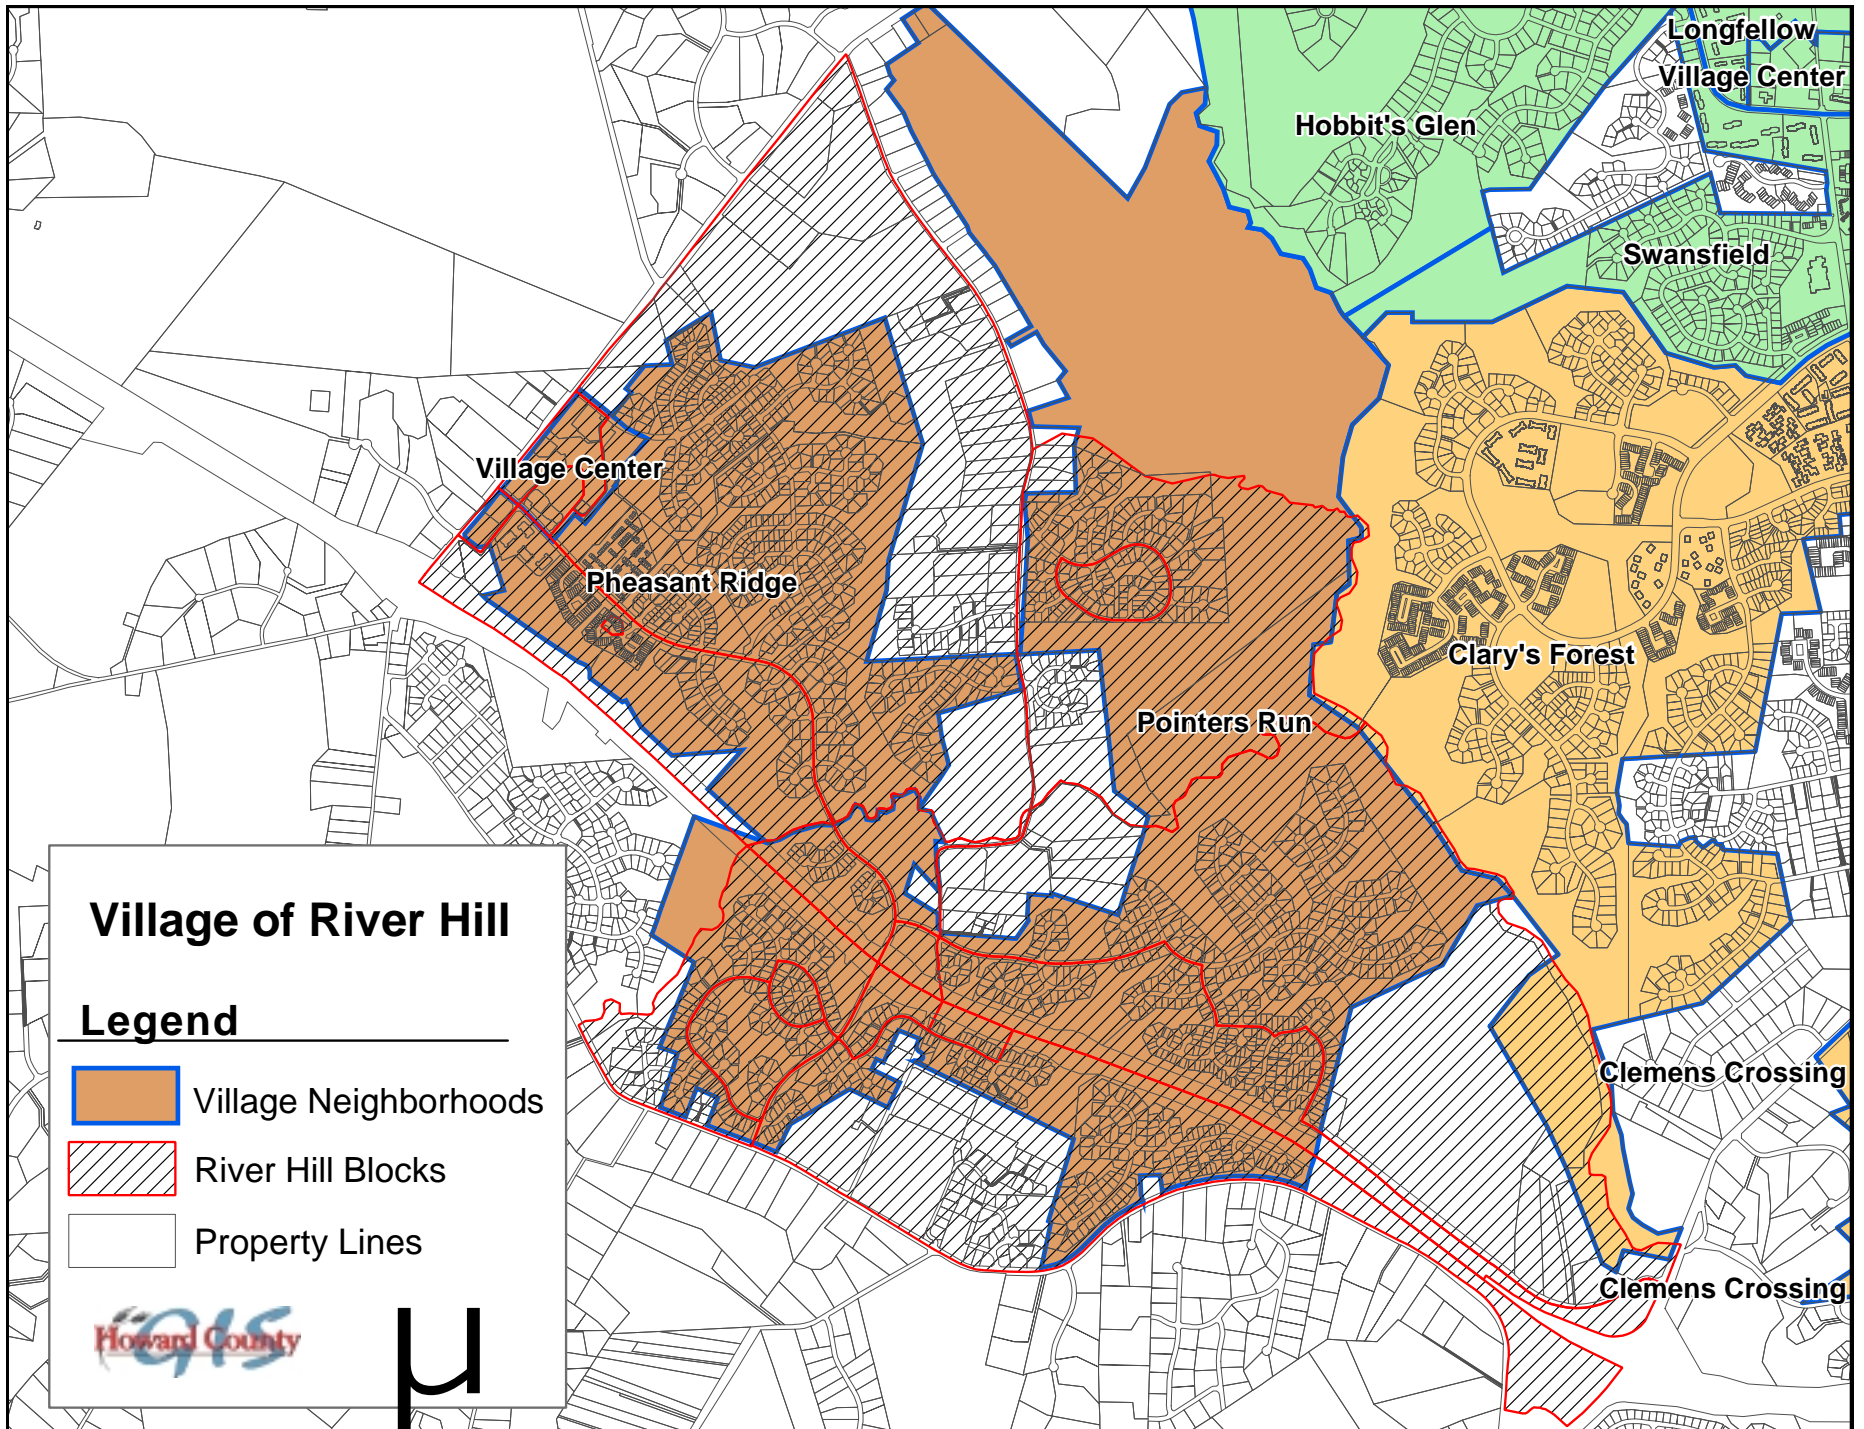 Longfellow
Village Center
Hobbit's Glen
Swansfield
Village Center
Pheasant Ridge
Clary's Forest
Pointers Run
Clemens Crossing
Clemens Crossing
Village of River Hill
Legend
Village Neighborhoods
River Hill Blocks
Property Lines
Howard County
GIS
µ